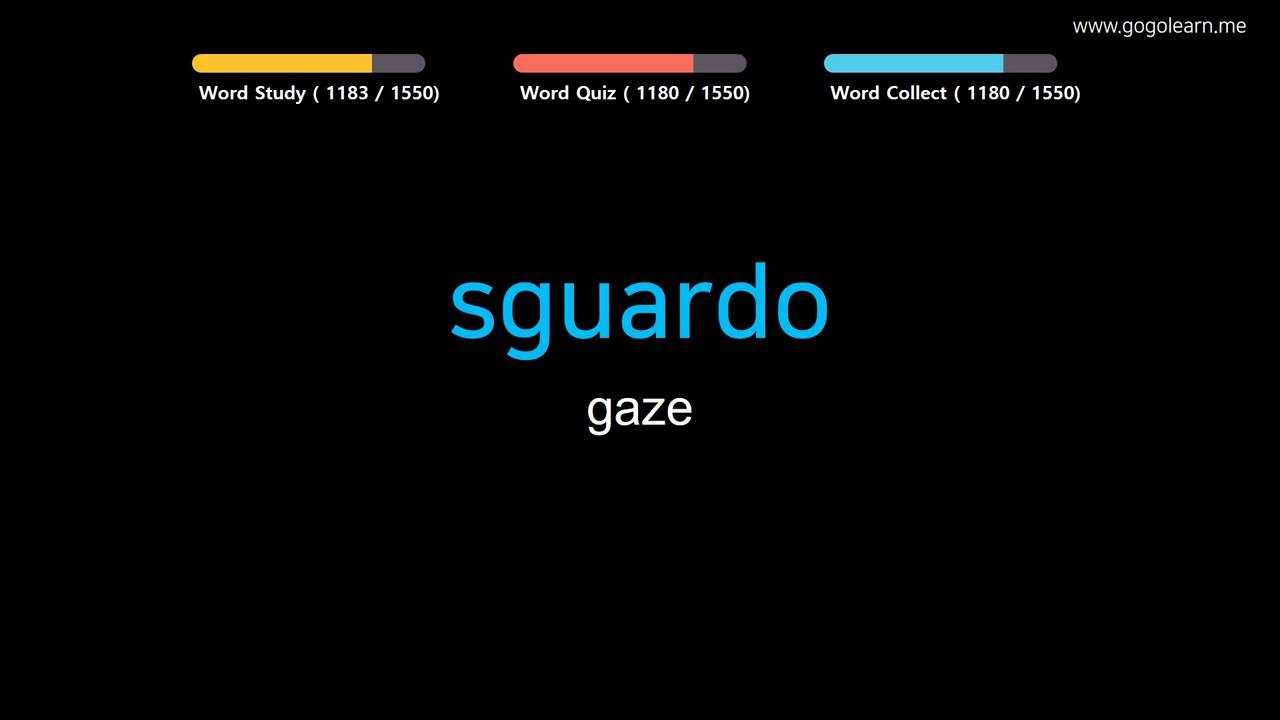 www.gogolearn.me
Word Study ( 1183 / 1550)
Word Quiz ( 1180 / 1550)
Word Collect ( 1180 / 1550)
sguardo
gaze